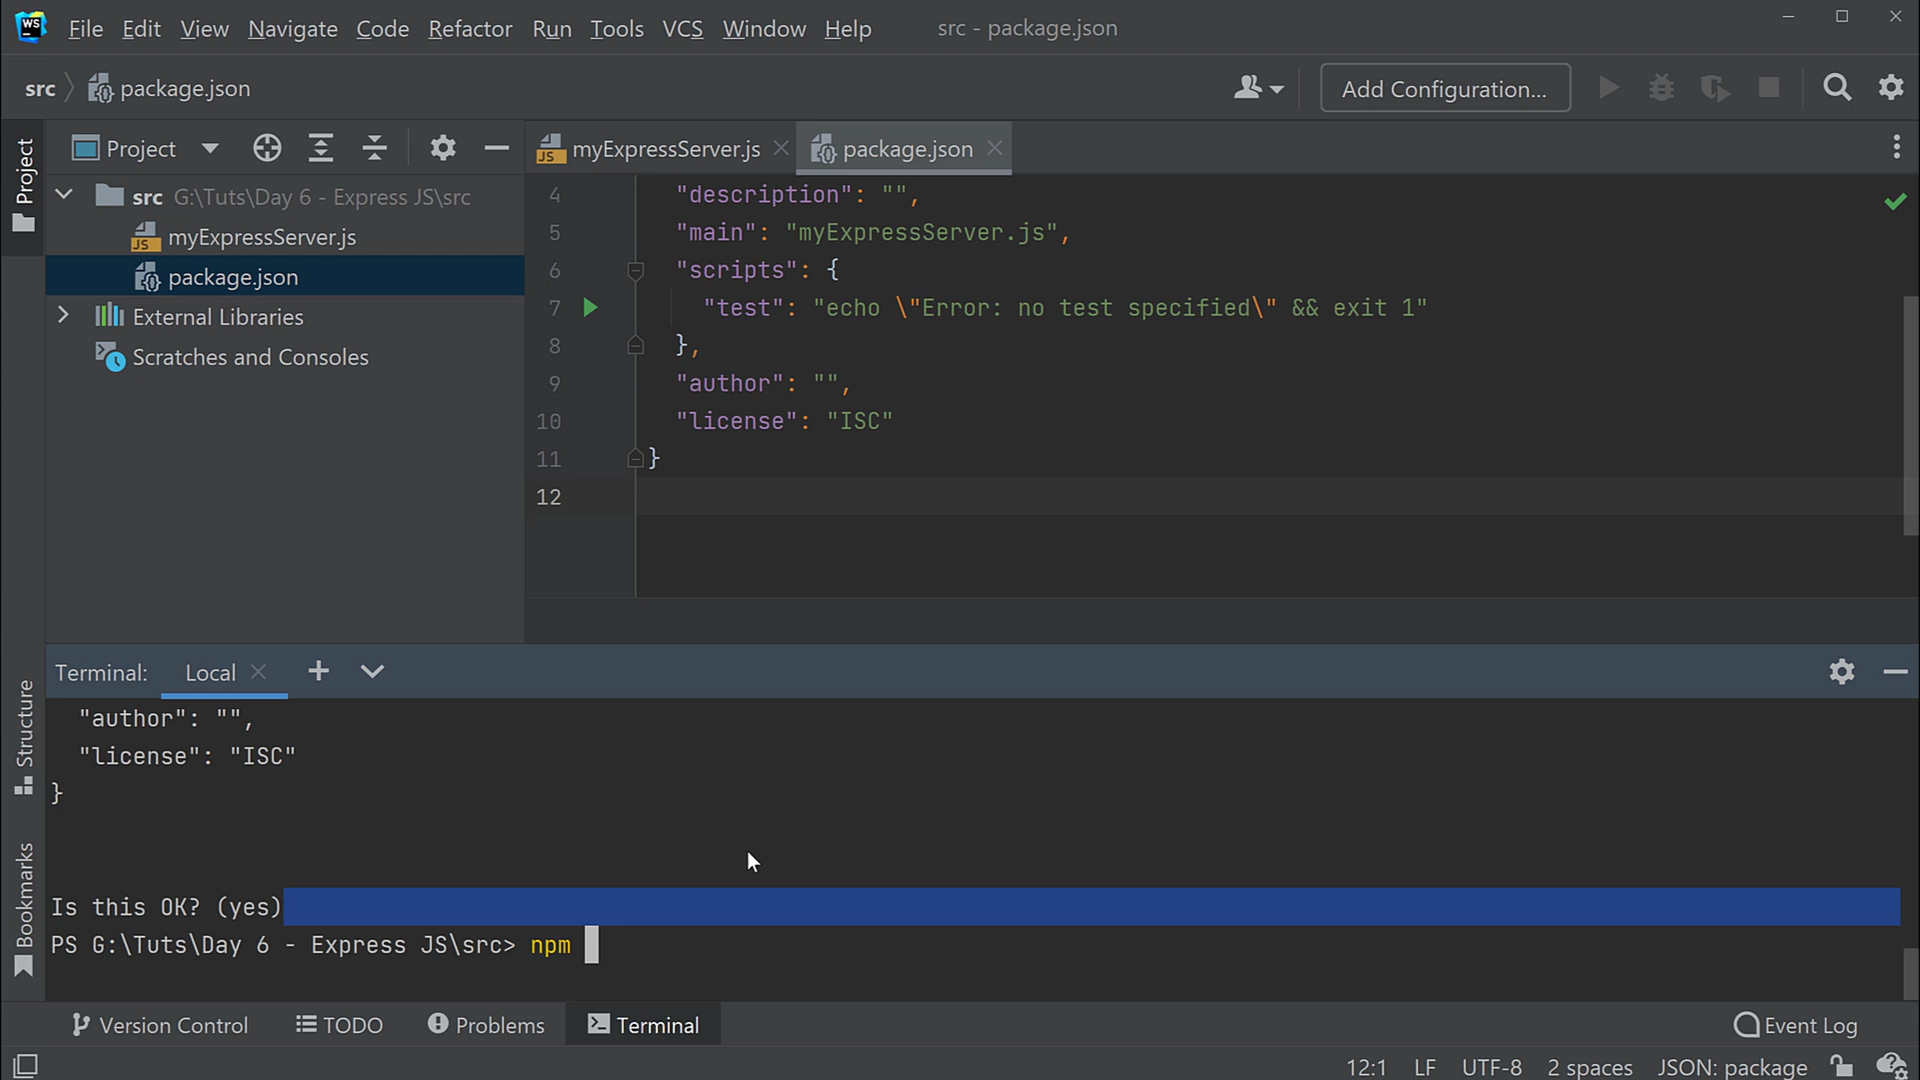 WS File Edit View Navigate Code Refactor Run Tools VCS Window Help src - package.json
src package.json Add Configuration...
Project
Project
JS myExpressServer.js package.json
src G:\Tuts\Day 6 - Express JS\src
JS myExpressServer.js
package.json
External Libraries
Scratches and Consoles
4 "description": "",
5 "main": "myExpressServer.js",
6 "scripts": {
7 "test": "echo \"Error: no test specified\" && exit 1"
8 },
9 "author": "",
10 "license": "ISC"
11 }
12
Terminal: Local
Structure
Bookmarks
"author": "",
"license": "ISC"
}
Is this OK? (yes)
PS G:\Tuts\Day 6 - Express JS\src> npm
Version Control TODO Problems Terminal Event Log
12:1 LF UTF-8 2 spaces JSON: package